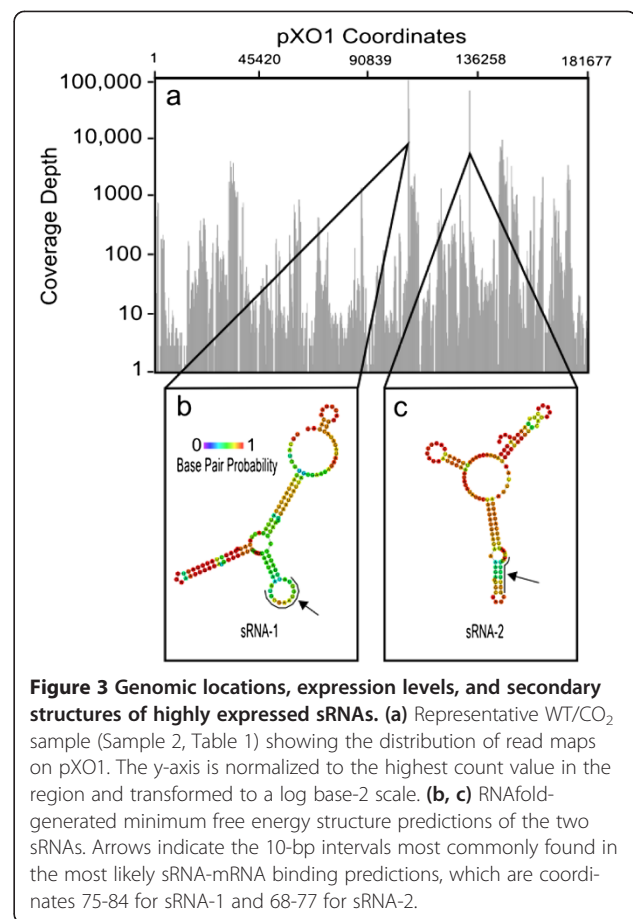 pXO1 Coordinates
1 45420 90839 136258 181677
a
Coverage Depth
100,000
10,000
1000
100
10
1
b
0 1
Base Pair Probability
sRNA-1
c
sRNA-2
Figure 3 Genomic locations, expression levels, and secondary
structures of highly expressed sRNAs. (a) Representative WT/CO₂
sample (Sample 2, Table 1) showing the distribution of read maps
on pXO1. The y-axis is normalized to the highest count value in the
region and transformed to a log base-2 scale. (b, c) RNAfold-
generated minimum free energy structure predictions of the two
sRNAs. Arrows indicate the 10-bp intervals most commonly found in
the most likely sRNA-mRNA binding predictions, which are coordi-
nates 75-84 for sRNA-1 and 68-77 for sRNA-2.